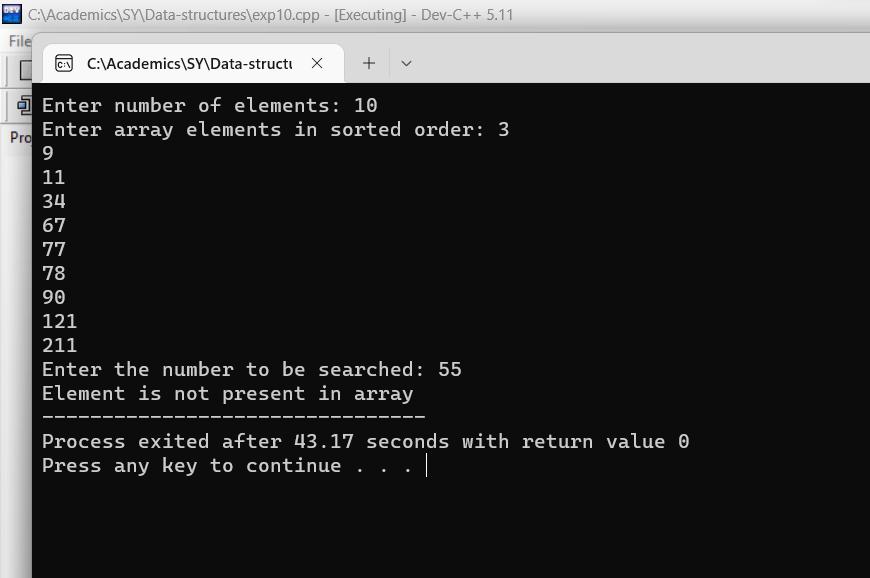 DEV
C:\Academics\SY\Data-structures\exp10.cpp - [Executing] - Dev-C++ 5.11
File
C:\Academics\SY\Data-structu
Enter number of elements: 10
Enter array elements in sorted order: 3
9
11
34
67
77
78
90
121
211
Enter the number to be searched: 55
Element is not present in array
--------------------------------
Process exited after 43.17 seconds with return value 0
Press any key to continue . . .